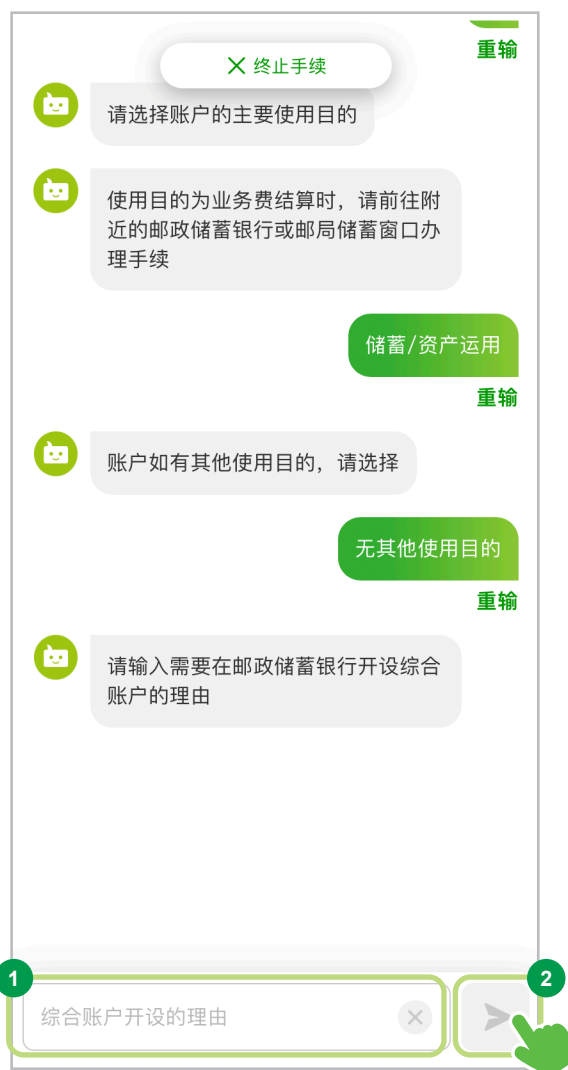 重输
终止手续
请选择账户的主要使用目的
使用目的为业务费结算时，请前往附
近的邮政储蓄银行或邮局储蓄窗口办
理手续
储蓄/资产运用
重输
账户如有其他使用目的，请选择
无其他使用目的
重输
请输入需要在邮政储蓄银行开设综合
账户的理由
1
2
综合账户开设的理由